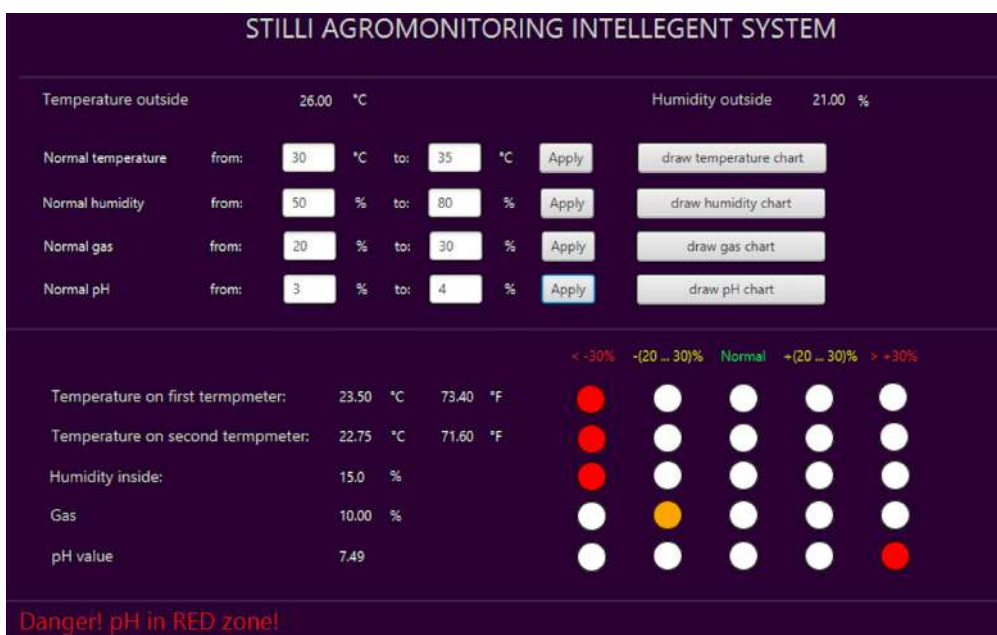 STILLI AGROMONITORING INTELLEGENT SYSTEM
Temperature outside 26.00 °C Humidity outside 21.00 %
Normal temperature from: 30 °C to: 35 °C Apply draw temperature chart
Normal humidity from: 50 % to: 80 % Apply draw humidity chart
Normal gas from: 20 % to: 30 % Apply draw gas chart
Normal pH from: 3 % to: 4 % Apply draw pH chart
< -30% -(20 ... 30)% Normal +(20 ... 30)% > +30%
Temperature on first termpmeter: 23.50 °C 73.40 °F
Temperature on second termpmeter: 22.75 °C 71.60 °F
Humidity inside: 15.0 %
Gas 10.00 %
pH value 7.49
Danger! pH in RED zone!